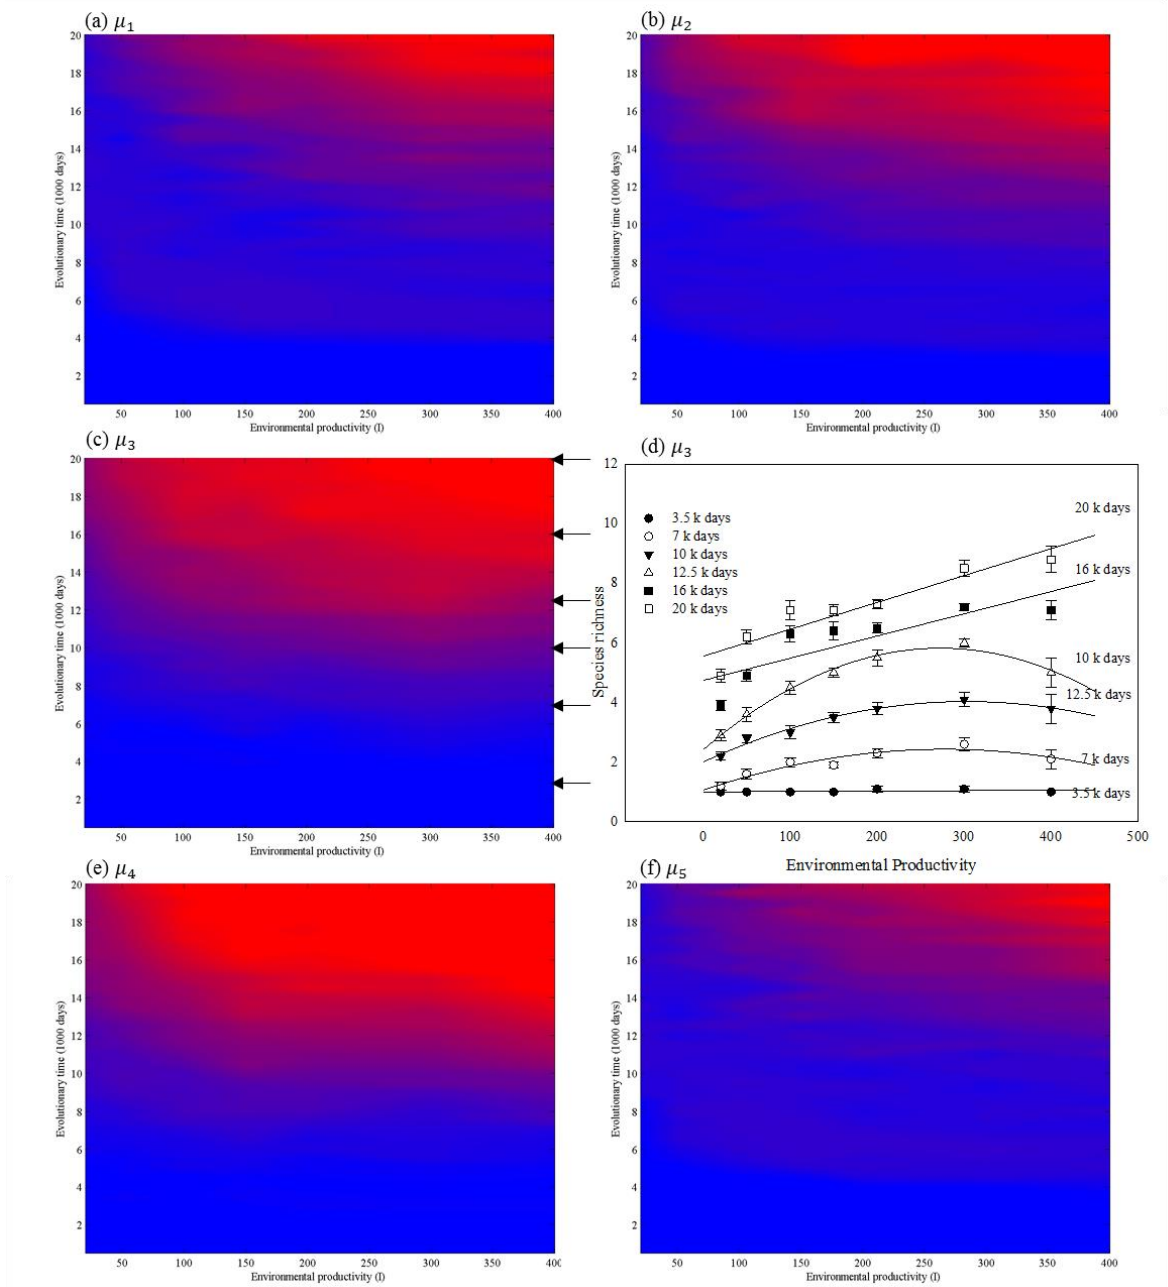 (a) μ₁
20
18
16
14
12
10
8
6
4
2
Evolutionary time (1000 days)
50 100 150 200 250 300 350 400
Environmental productivity (I)
(b) μ₂
20
18
16
14
12
10
8
6
4
2
Evolutionary time (1000 days)
50 100 150 200 250 300 350 400
Environmental productivity (I)
(c) μ₃
20
18
16
14
12
10
8
6
4
2
Evolutionary time (1000 days)
50 100 150 200 250 300 350 400
Environmental productivity (I)
(d) μ₃
12
10
8
6
4
2
0
Species richness
3.5 k days
7 k days
10 k days
12.5 k days
16 k days
20 k days
20 k days
16 k days
10 k days
12.5 k days
7 k days
3.5 k days
0 100 100 200 300 400 500
Environmental Productivity
(e) μ₄
20
18
16
14
12
10
8
6
4
2
Evolutionary time (1000 days)
50 100 150 200 250 300 350 400
Environmental productivity (I)
(f) μ₅
20
18
16
14
12
10
8
6
4
2
Evolutionary time (1000 days)
50 100 150 200 250 300 350 400
Environmental productivity (I)